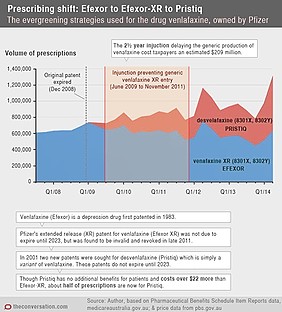 Prescribing shift: Efexor to Efexor-XR to Pristiq
The evergreening strategies used for the drug venlafaxine, owned by Pfizer
Volume of prescriptions
The 2½ year injuction delaying the generic production of
venlafaxine cost taxpayers an estimated $209 million.
1,400,000
1,200,000
1,000,000
800,000
600,000
400,000
200,000
0
Original patent
expired
(Dec 2008)
Injuction preventing generic
venlafaxine XR entry
(June 2009 to November 2011)
desvenlafaxine (8301X, 8302Y)
PRISTIQ
venlafaxine XR (8301X, 8302Y)
EFEXOR
Q1/08
Q1/09
Q1/10
Q1/11
Q1/12
Q1/13
Q1/14
Venlafaxine (Efexor) is a depression drug first patented in 1983.
Pfizer's extended release (XR) patent for venlafaxine (Efexor) XR was not due to
expire until 2023, but was found to be invalid and revoked in late 2011.
In 2001 two new patents were sought for desvenlafaxine (Pristiq) which is simply a
variant of venlafaxine. These patents do not expire until 2023.
Though Pristiq has no additional benefits for patients and costs over $22 more than
Efexor-XR, about half of prescriptions are now for Pristiq.
theconversation.com
Source: Author, based on Pharmaceutical Benefits Schedule Item Reports data,
medicareaustralia.gov.au; & price data from pbs.gov.au